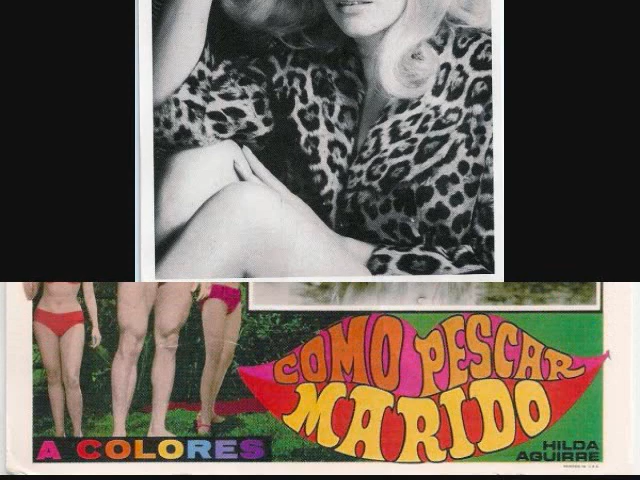 COMO PESCAR
MARIDO
A COLORES
HILDA
AGUIRRE